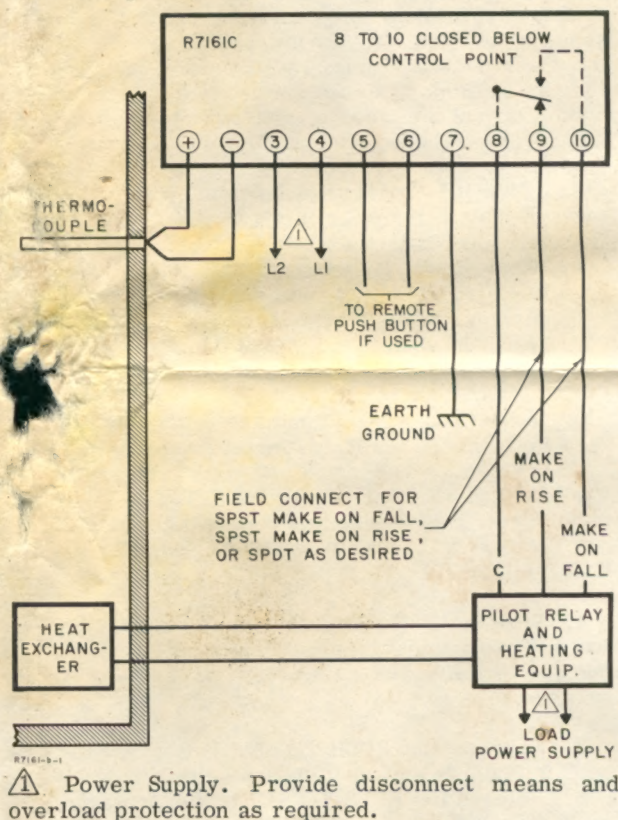 R7161C
8 TO 10 CLOSED BELOW
CONTROL POINT
+ − 3 4 5 6 7 8 9 10
THERMO-
COUPLE
1
L2 L1
TO REMOTE
PUSH BUTTON
IF USED
EARTH
GROUND
MAKE
ON
RISE
FIELD CONNECT FOR
SPST MAKE ON FALL,
SPST MAKE ON RISE,
OR SPDT AS DESIRED
MAKE
ON
FALL
C
HEAT
EXCHANG-
ER
PILOT RELAY
AND
HEATING
EQUIP.
1
LOAD
POWER SUPPLY
R7161-b-1
1 Power Supply. Provide disconnect means and
overload protection as required.